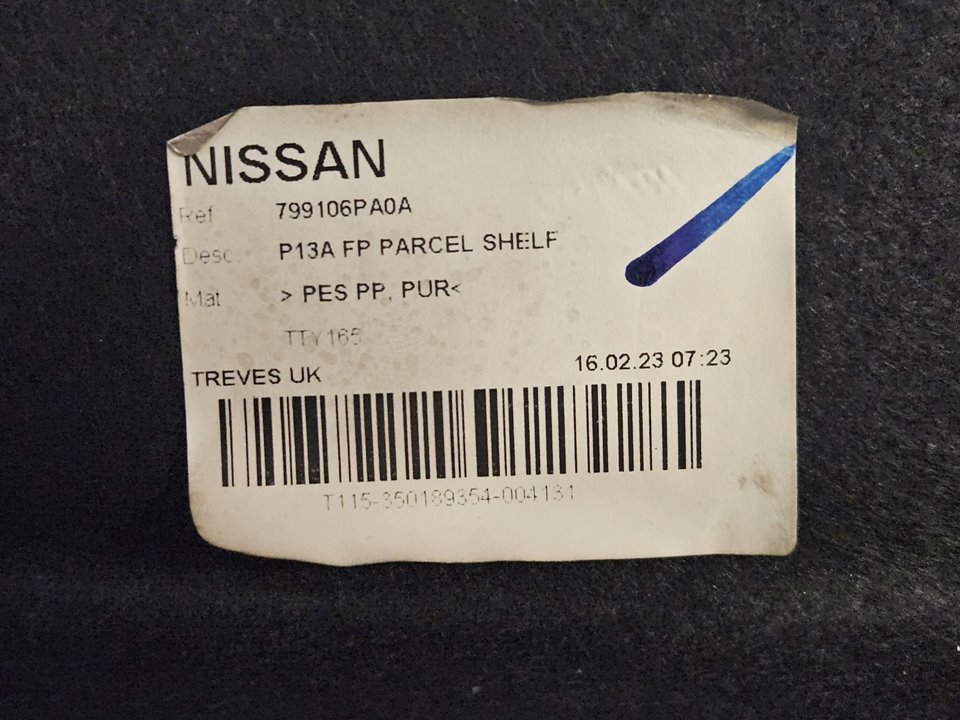 NISSAN
Ref 799106PA0A
Desc P13A FP PARCEL SHELF
Mat > PES PP, PUR<
TTY165
TREVES UK 16.02.23 07:23
T115-350189354-004131